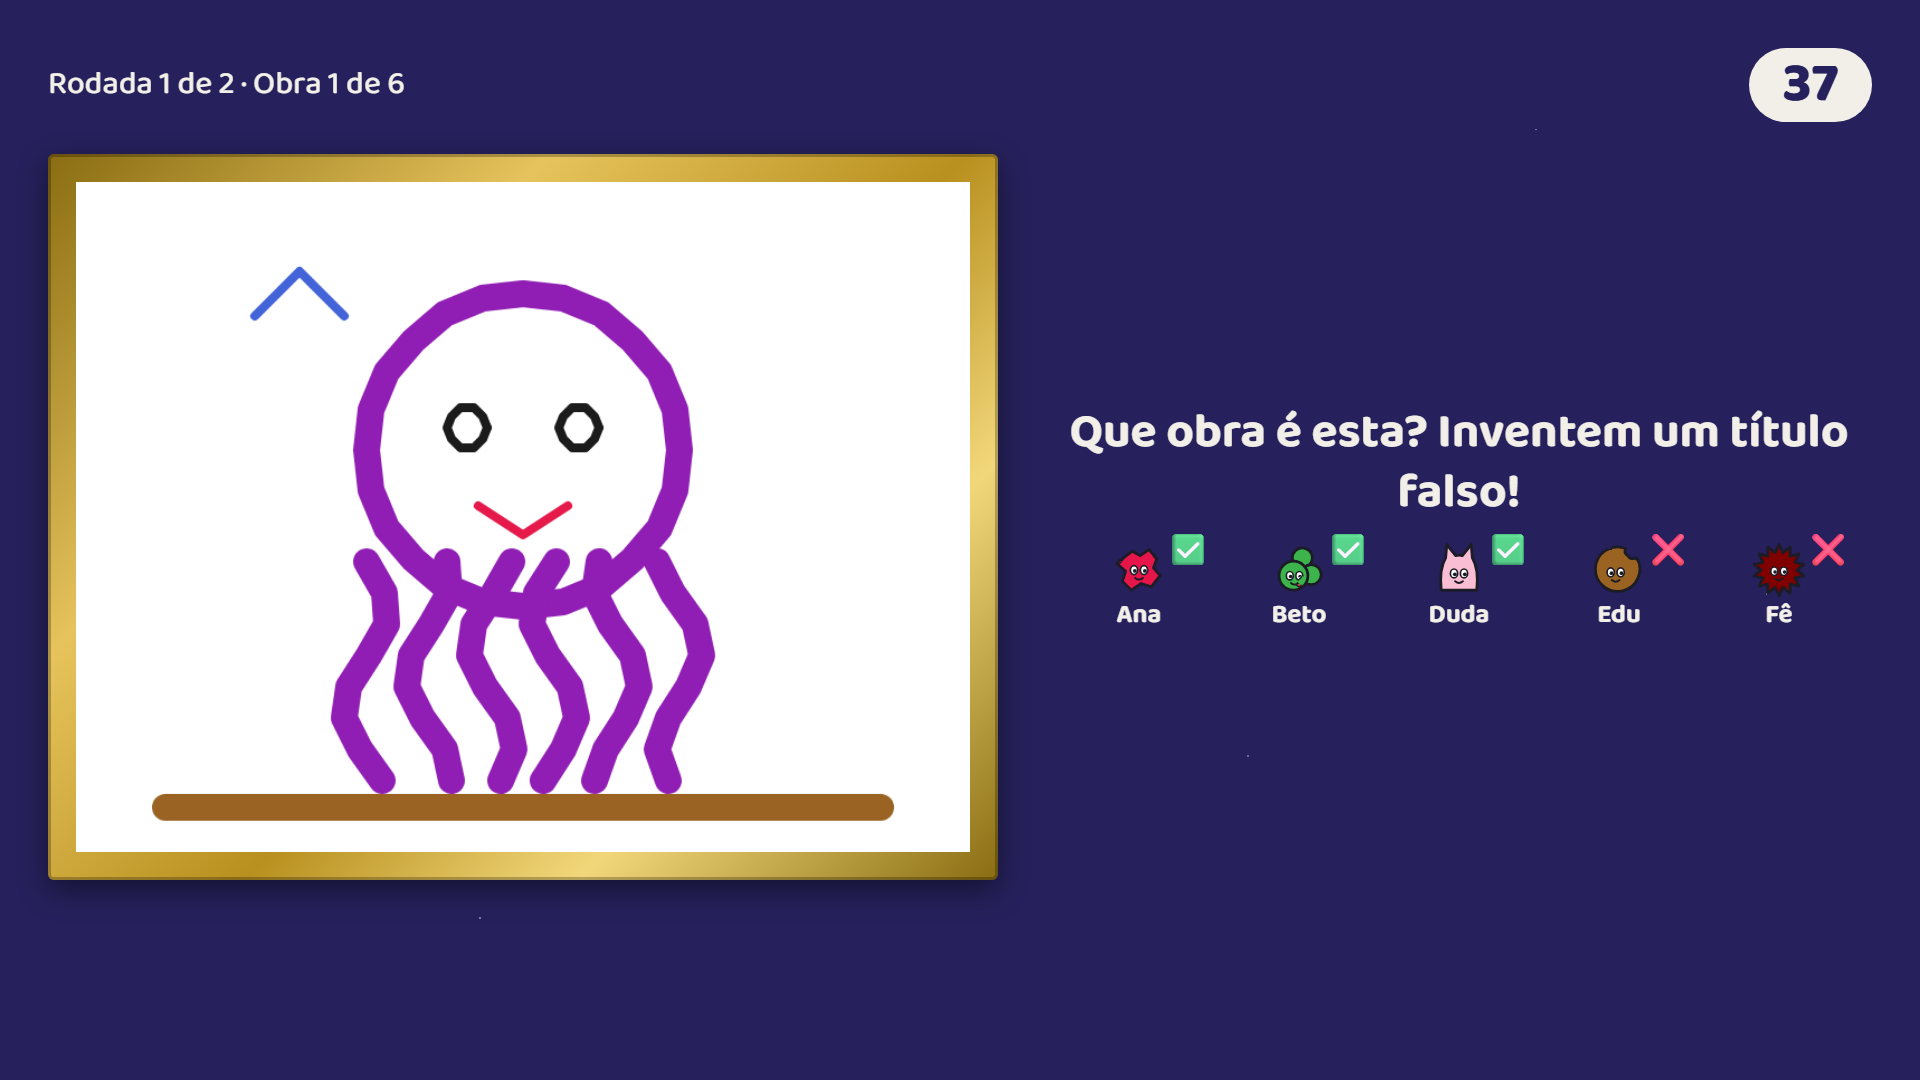 Rodada 1 de 2 · Obra 1 de 6
37
Que obra é esta? Inventem um título
falso!
Ana
Beto
Duda
Edu
Fê